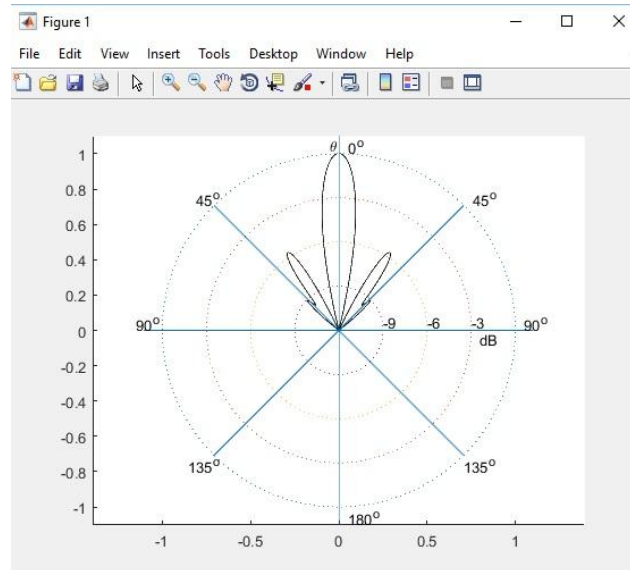 Figure 1
File Edit View Insert Tools Desktop Window Help
θ 0°
45° 45°
90° -9 -6 -3 90°
dB
135° 135°
180°
1
0.8
0.6
0.4
0.2
0
-0.2
-0.4
-0.6
-0.8
-1
-1 -0.5 0 0.5 1